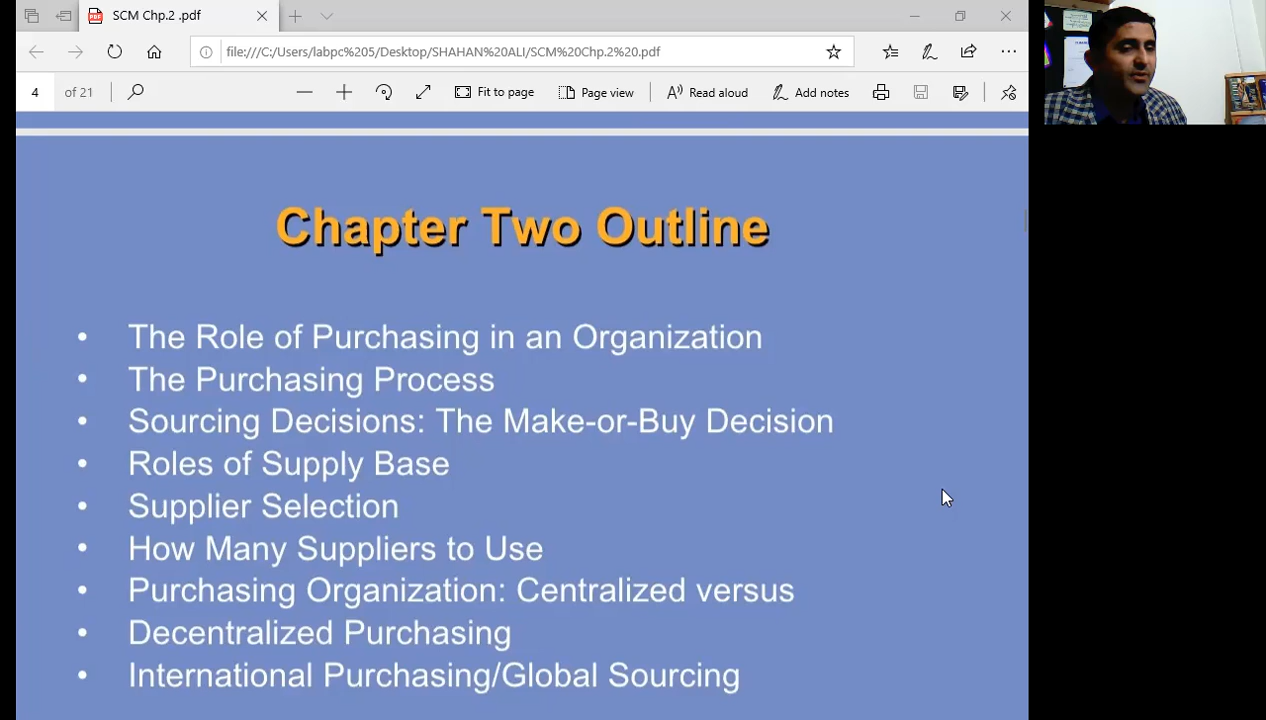 SCM Chp.2 .pdf
file:///C:/Users/labpc%205/Desktop/SHAHAN%20ALI/SCM%20Chp.2%20.pdf
4 of 21 Fit to page Page view Read aloud Add notes
Chapter Two Outline
• The Role of Purchasing in an Organization
• The Purchasing Process
• Sourcing Decisions: The Make-or-Buy Decision
• Roles of Supply Base
• Supplier Selection
• How Many Suppliers to Use
• Purchasing Organization: Centralized versus
• Decentralized Purchasing
• International Purchasing/Global Sourcing